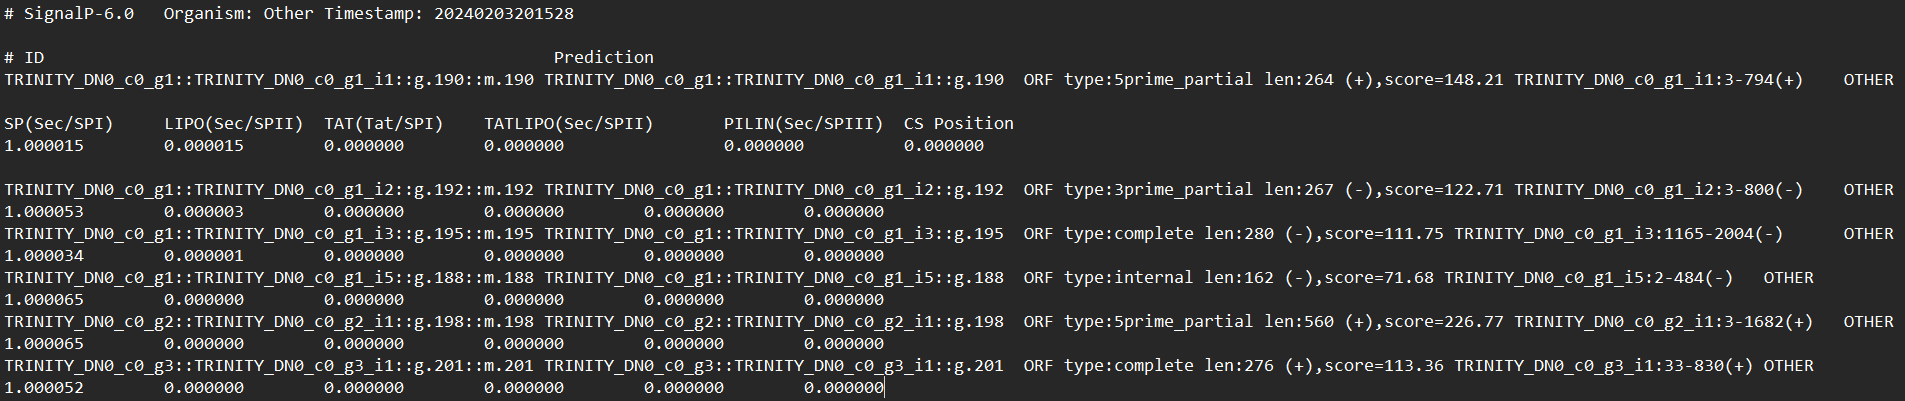 # SignalP-6.0   Organism: Other Timestamp: 20240203201528
# ID                                                   Prediction
TRINITY_DN0_c0_g1::TRINITY_DN0_c0_g1_i1::g.190::m.190 TRINITY_DN0_c0_g1::TRINITY_DN0_c0_g1_i1::g.190  ORF type:5prime_partial len:264 (+),score=148.21 TRINITY_DN0_c0_g1_i1:3-794(+)    OTHER
SP(Sec/SPI)     LIPO(Sec/SPII)  TAT(Tat/SPI)    TATLIPO(Sec/SPII)       PILIN(Sec/SPIII)  CS Position
1.000015        0.000015        0.000000        0.000000                0.000000          0.000000
TRINITY_DN0_c0_g1::TRINITY_DN0_c0_g1_i2::g.192::m.192 TRINITY_DN0_c0_g1::TRINITY_DN0_c0_g1_i2::g.192  ORF type:3prime_partial len:267 (-),score=122.71 TRINITY_DN0_c0_g1_i2:3-800(-)    OTHER
1.000053        0.000003        0.000000        0.000000        0.000000        0.000000
TRINITY_DN0_c0_g1::TRINITY_DN0_c0_g1_i3::g.195::m.195 TRINITY_DN0_c0_g1::TRINITY_DN0_c0_g1_i3::g.195  ORF type:complete len:280 (-),score=111.75 TRINITY_DN0_c0_g1_i3:1165-2004(-)      OTHER
1.000034        0.000001        0.000000        0.000000        0.000000        0.000000
TRINITY_DN0_c0_g1::TRINITY_DN0_c0_g1_i5::g.188::m.188 TRINITY_DN0_c0_g1::TRINITY_DN0_c0_g1_i5::g.188  ORF type:internal len:162 (-),score=71.68 TRINITY_DN0_c0_g1_i5:2-484(-)   OTHER
1.000065        0.000000        0.000000        0.000000        0.000000        0.000000
TRINITY_DN0_c0_g2::TRINITY_DN0_c0_g2_i1::g.198::m.198 TRINITY_DN0_c0_g2::TRINITY_DN0_c0_g2_i1::g.198  ORF type:5prime_partial len:560 (+),score=226.77 TRINITY_DN0_c0_g2_i1:3-1682(+)   OTHER
1.000065        0.000000        0.000000        0.000000        0.000000        0.000000
TRINITY_DN0_c0_g3::TRINITY_DN0_c0_g3_i1::g.201::m.201 TRINITY_DN0_c0_g3::TRINITY_DN0_c0_g3_i1::g.201  ORF type:complete len:276 (+),score=113.36 TRINITY_DN0_c0_g3_i1:33-830(+) OTHER
1.000052        0.000000        0.000000        0.000000        0.000000        0.000000